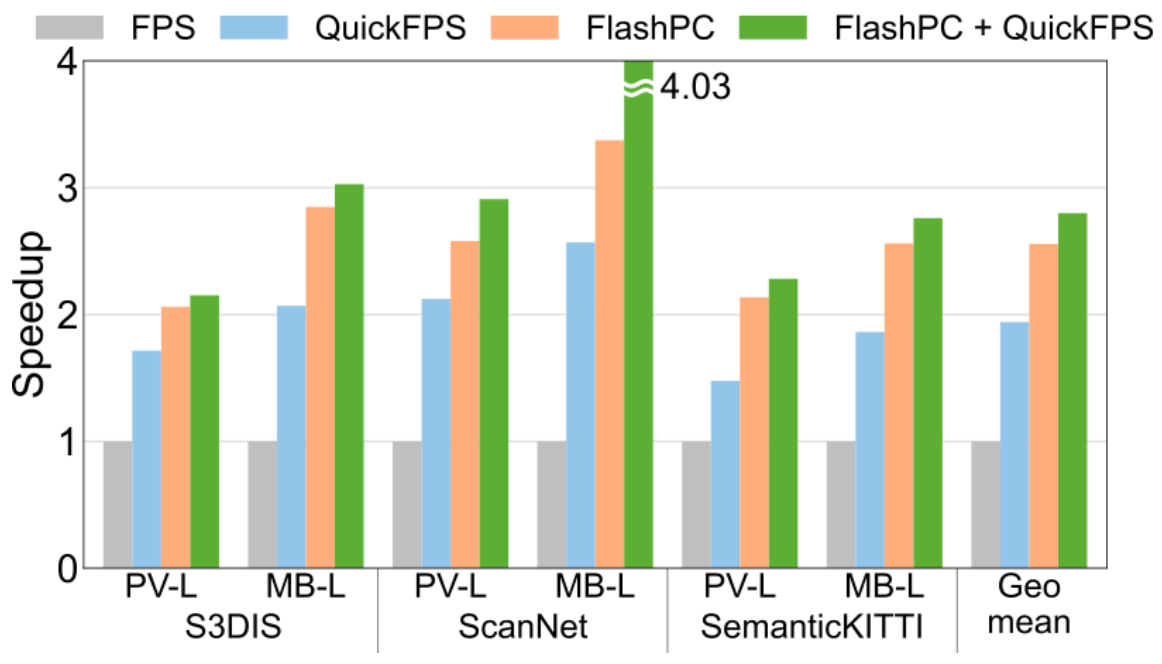 FPS QuickFPS FlashPC FlashPC + QuickFPS
4
4.03
3
2
1
0
Speedup
PV-L MB-L PV-L MB-L PV-L MB-L Geo
S3DIS ScanNet SemanticKITTI mean